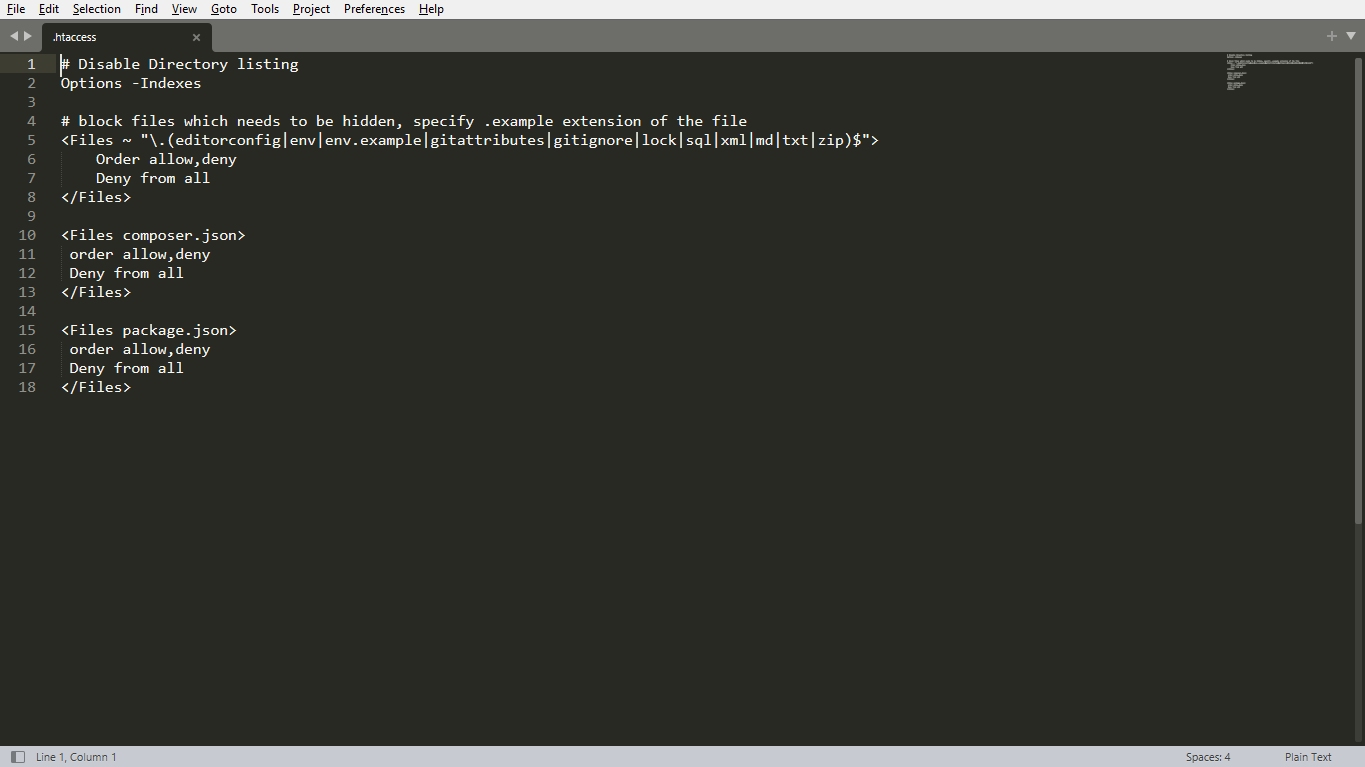 File Edit Selection Find View Goto Tools Project Preferences Help
.htaccess ×
1 # Disable Directory listing
2 Options -Indexes
3
4 # block files which needs to be hidden, specify .example extension of the file
5 <Files ~ "\.(editorconfig|env|env.example|gitattributes|gitignore|lock|sql|xml|md|txt|zip)$">
6     Order allow,deny
7     Deny from all
8 </Files>
9
10 <Files composer.json>
11  order allow,deny
12  Deny from all
13 </Files>
14
15 <Files package.json>
16  order allow,deny
17  Deny from all
18 </Files>
Line 1, Column 1 Spaces: 4 Plain Text